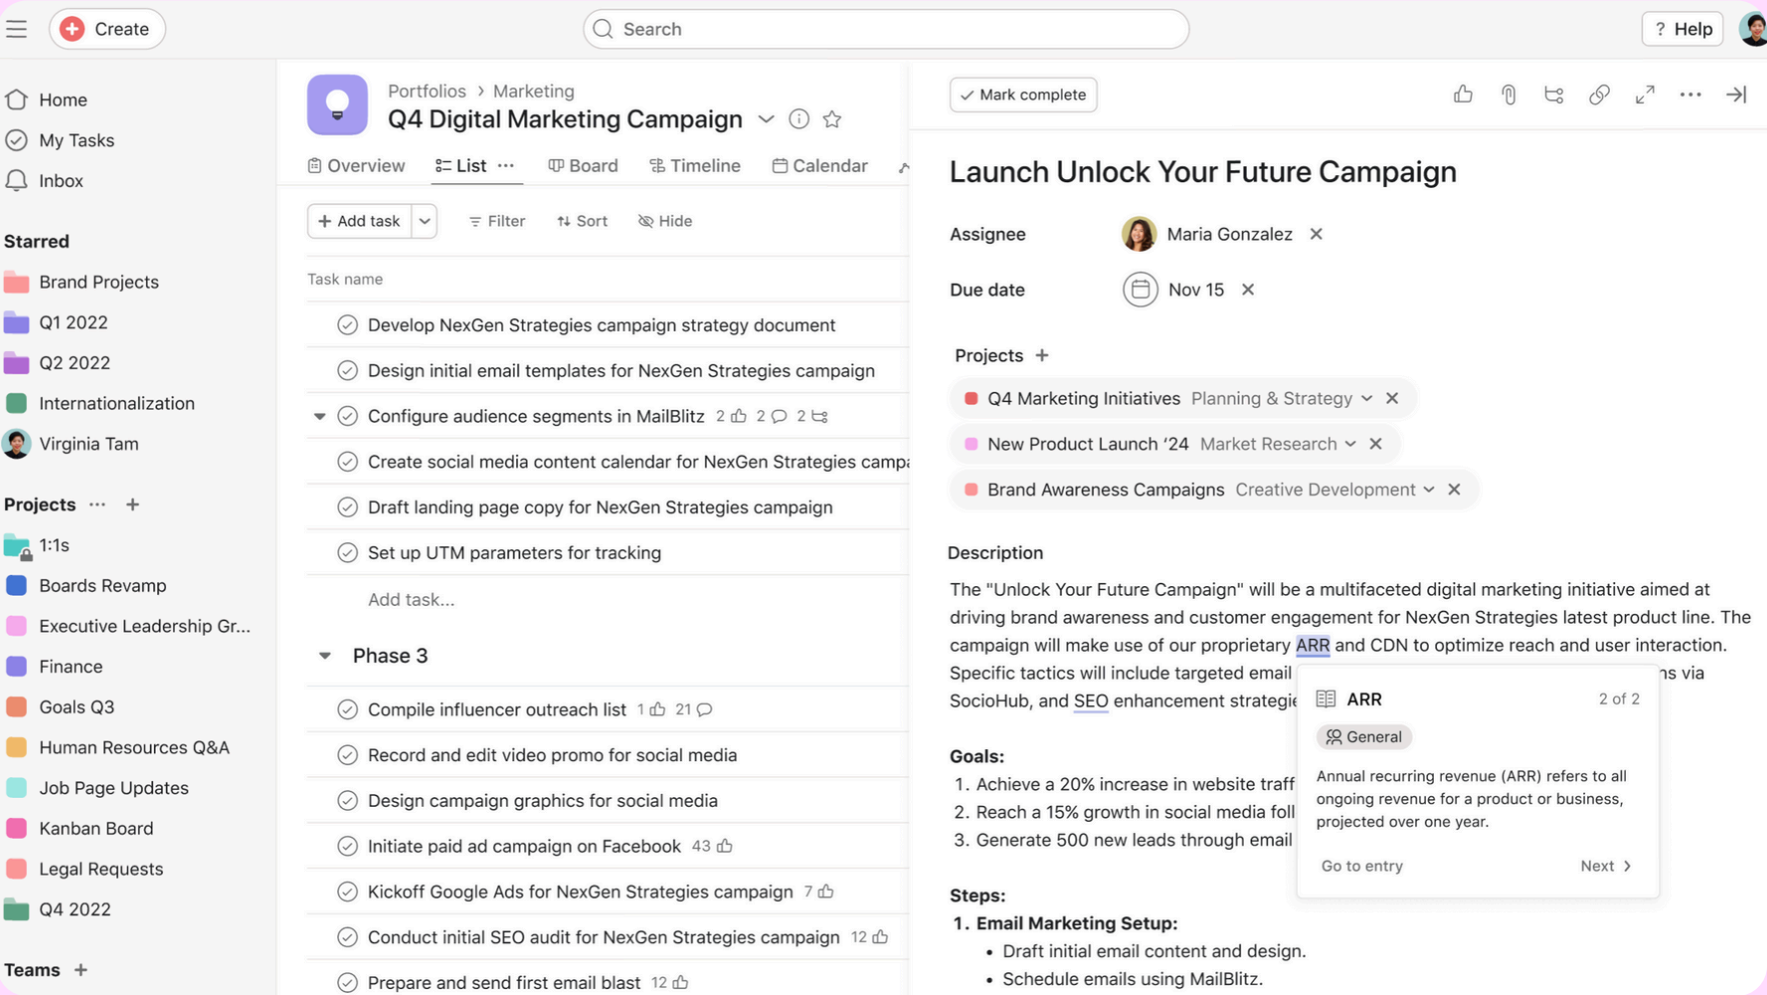 Create
Search
? Help
Home
My Tasks
Inbox
Starred
Brand Projects
Q1 2022
Q2 2022
Internationalization
Virginia Tam
Projects
1:1s
Boards Revamp
Executive Leadership Gr...
Finance
Goals Q3
Human Resources Q&A
Job Page Updates
Kanban Board
Legal Requests
Q4 2022
Teams +
Portfolios > Marketing
Q4 Digital Marketing Campaign
Overview
List
Board
Timeline
Calendar
+ Add task
Filter
Sort
Hide
Task name
Develop NexGen Strategies campaign strategy document
Design initial email templates for NexGen Strategies campaign
Configure audience segments in MailBlitz 2 2 2
Create social media content calendar for NexGen Strategies campa
Draft landing page copy for NexGen Strategies campaign
Set up UTM parameters for tracking
Add task...
Phase 3
Compile influencer outreach list 1 21
Record and edit video promo for social media
Design campaign graphics for social media
Initiate paid ad campaign on Facebook 43
Kickoff Google Ads for NexGen Strategies campaign 7
Conduct initial SEO audit for NexGen Strategies campaign 12
Prepare and send first email blast 12
Mark complete
Launch Unlock Your Future Campaign
Assignee Maria Gonzalez
Due date Nov 15
Projects +
Q4 Marketing Initiatives Planning & Strategy
New Product Launch ‘24 Market Research
Brand Awareness Campaigns Creative Development
Description
The "Unlock Your Future Campaign" will be a multifaceted digital marketing initiative aimed at
driving brand awareness and customer engagement for NexGen Strategies latest product line. The
campaign will make use of our proprietary ARR and CDN to optimize reach and user interaction.
Specific tactics will include targeted email ns via
SocioHub, and SEO enhancement strategie
Goals:
1. Achieve a 20% increase in website traff
2. Reach a 15% growth in social media foll
3. Generate 500 new leads through email
Steps:
1. Email Marketing Setup:
• Draft initial email content and design.
• Schedule emails using MailBlitz.
ARR 2 of 2
General
Annual recurring revenue (ARR) refers to all
ongoing revenue for a product or business,
projected over one year.
Go to entry Next >